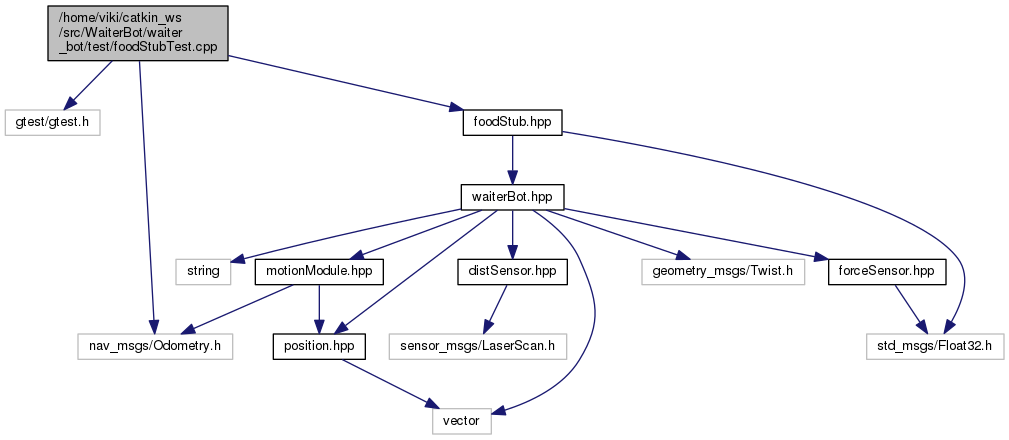 /home/viki/catkin_ws
/src/WaiterBot/waiter
_bot/test/foodStubTest.cpp
gtest/gtest.h
foodStub.hpp
waiterBot.hpp
string
motionModule.hpp
distSensor.hpp
geometry_msgs/Twist.h
forceSensor.hpp
nav_msgs/Odometry.h
position.hpp
sensor_msgs/LaserScan.h
std_msgs/Float32.h
vector